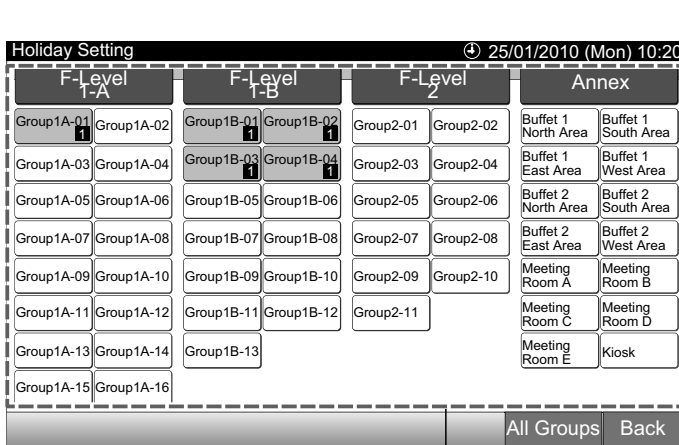 Holiday Setting 25/01/2010 (Mon) 10:20
F-Level
1-A
F-Level
1-B
F-Level
2
Annex
Group1A-01 Group1A-02 Group1B-01 Group1B-02 Group2-01 Group2-02 Buffet 1 Buffet 1
1 1 1 North Area South Area
Group1A-03 Group1A-04 Group1B-03 Group1B-04 Group2-03 Group2-04 Buffet 1 Buffet 1
1 1 East Area West Area
Group1A-05 Group1A-06 Group1B-05 Group1B-06 Group2-05 Group2-06 Buffet 2 Buffet 2
North Area South Area
Group1A-07 Group1A-08 Group1B-07 Group1B-08 Group2-07 Group2-08 Buffet 2 Buffet 2
East Area West Area
Group1A-09 Group1A-10 Group1B-09 Group1B-10 Group2-09 Group2-10 Meeting Meeting
Room A Room B
Group1A-11 Group1A-12 Group1B-11 Group1B-12 Group2-11 Meeting Meeting
Room C Room D
Group1A-13 Group1A-14 Group1B-13 Meeting Kiosk
Room E
Group1A-15 Group1A-16
All Groups Back